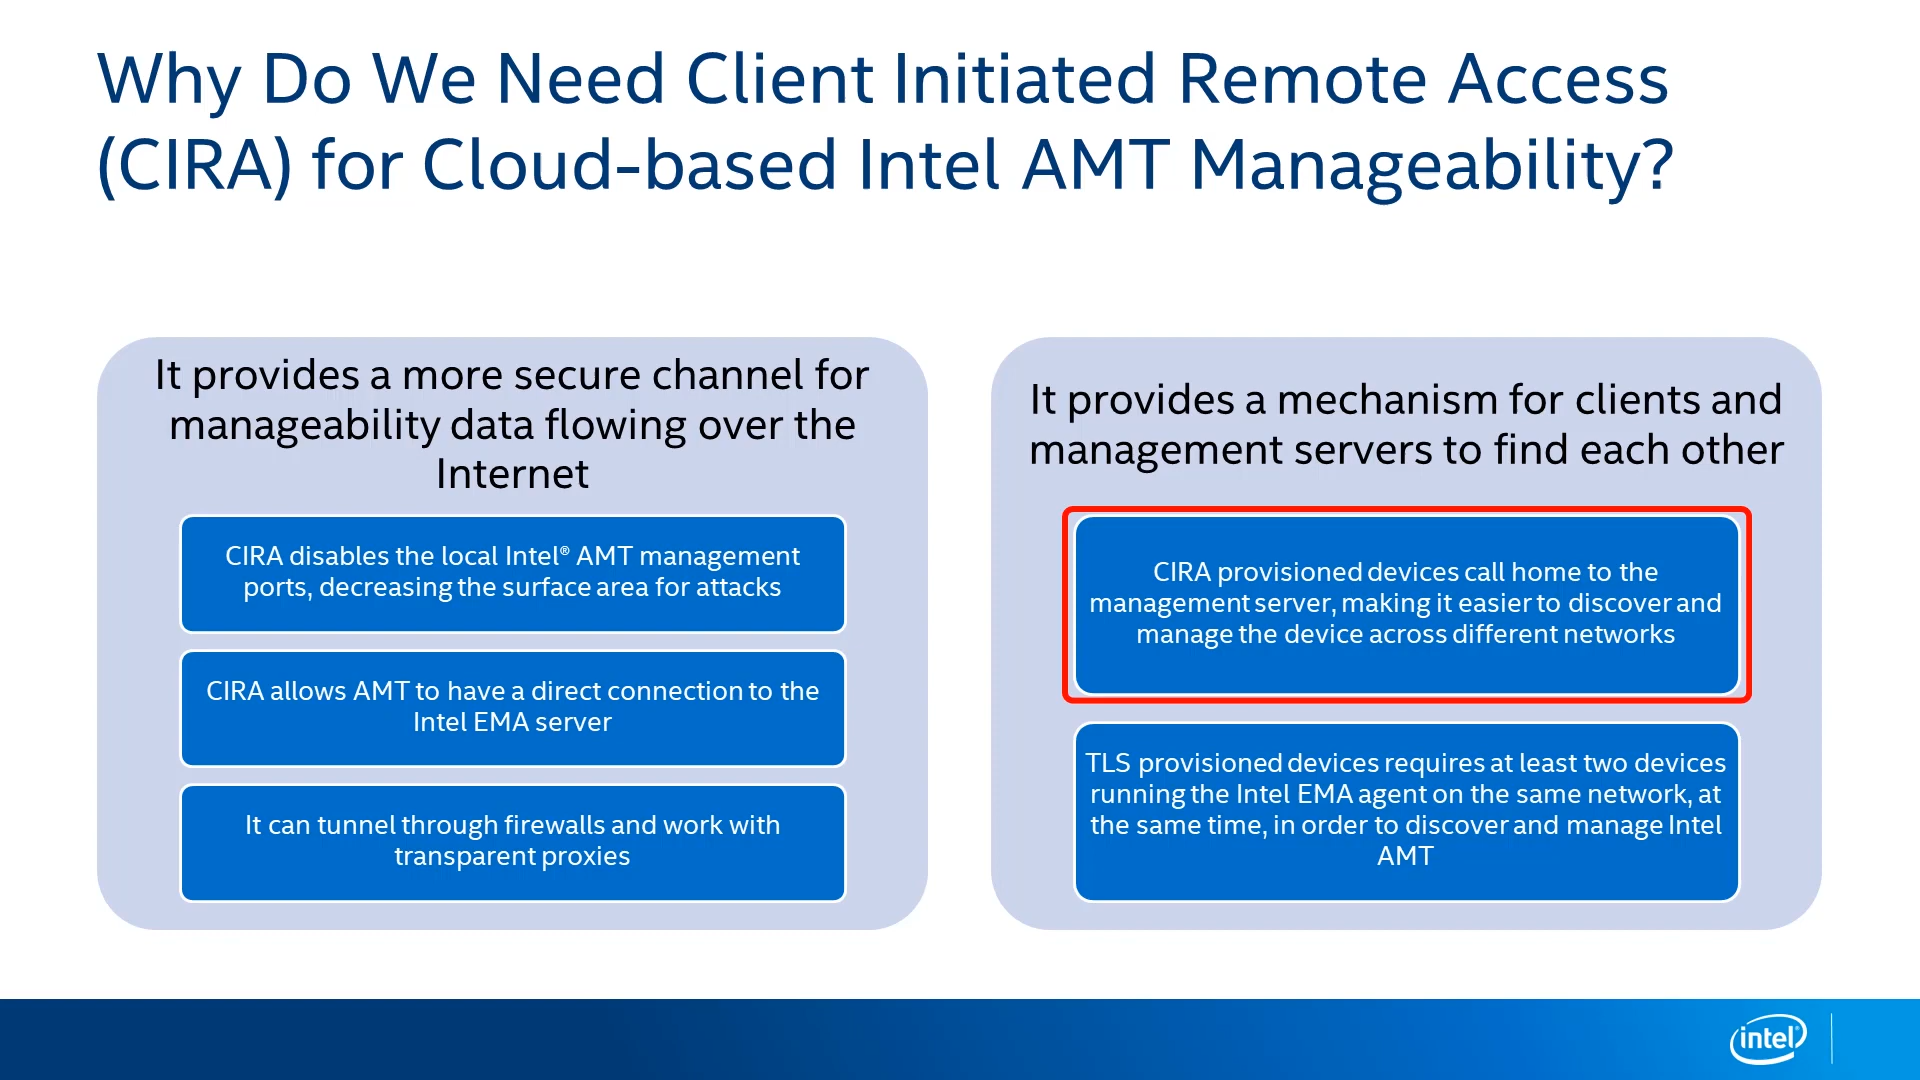 Why Do We Need Client Initiated Remote Access
(CIRA) for Cloud-based Intel AMT Manageability?
It provides a more secure channel for
manageability data flowing over the
Internet
CIRA disables the local Intel® AMT management
ports, decreasing the surface area for attacks
CIRA allows AMT to have a direct connection to the
Intel EMA server
It can tunnel through firewalls and work with
transparent proxies
It provides a mechanism for clients and
management servers to find each other
CIRA provisioned devices call home to the
management server, making it easier to discover and
manage the device across different networks
TLS provisioned devices requires at least two devices
running the Intel EMA agent on the same network, at
the same time, in order to discover and manage Intel
AMT
intel